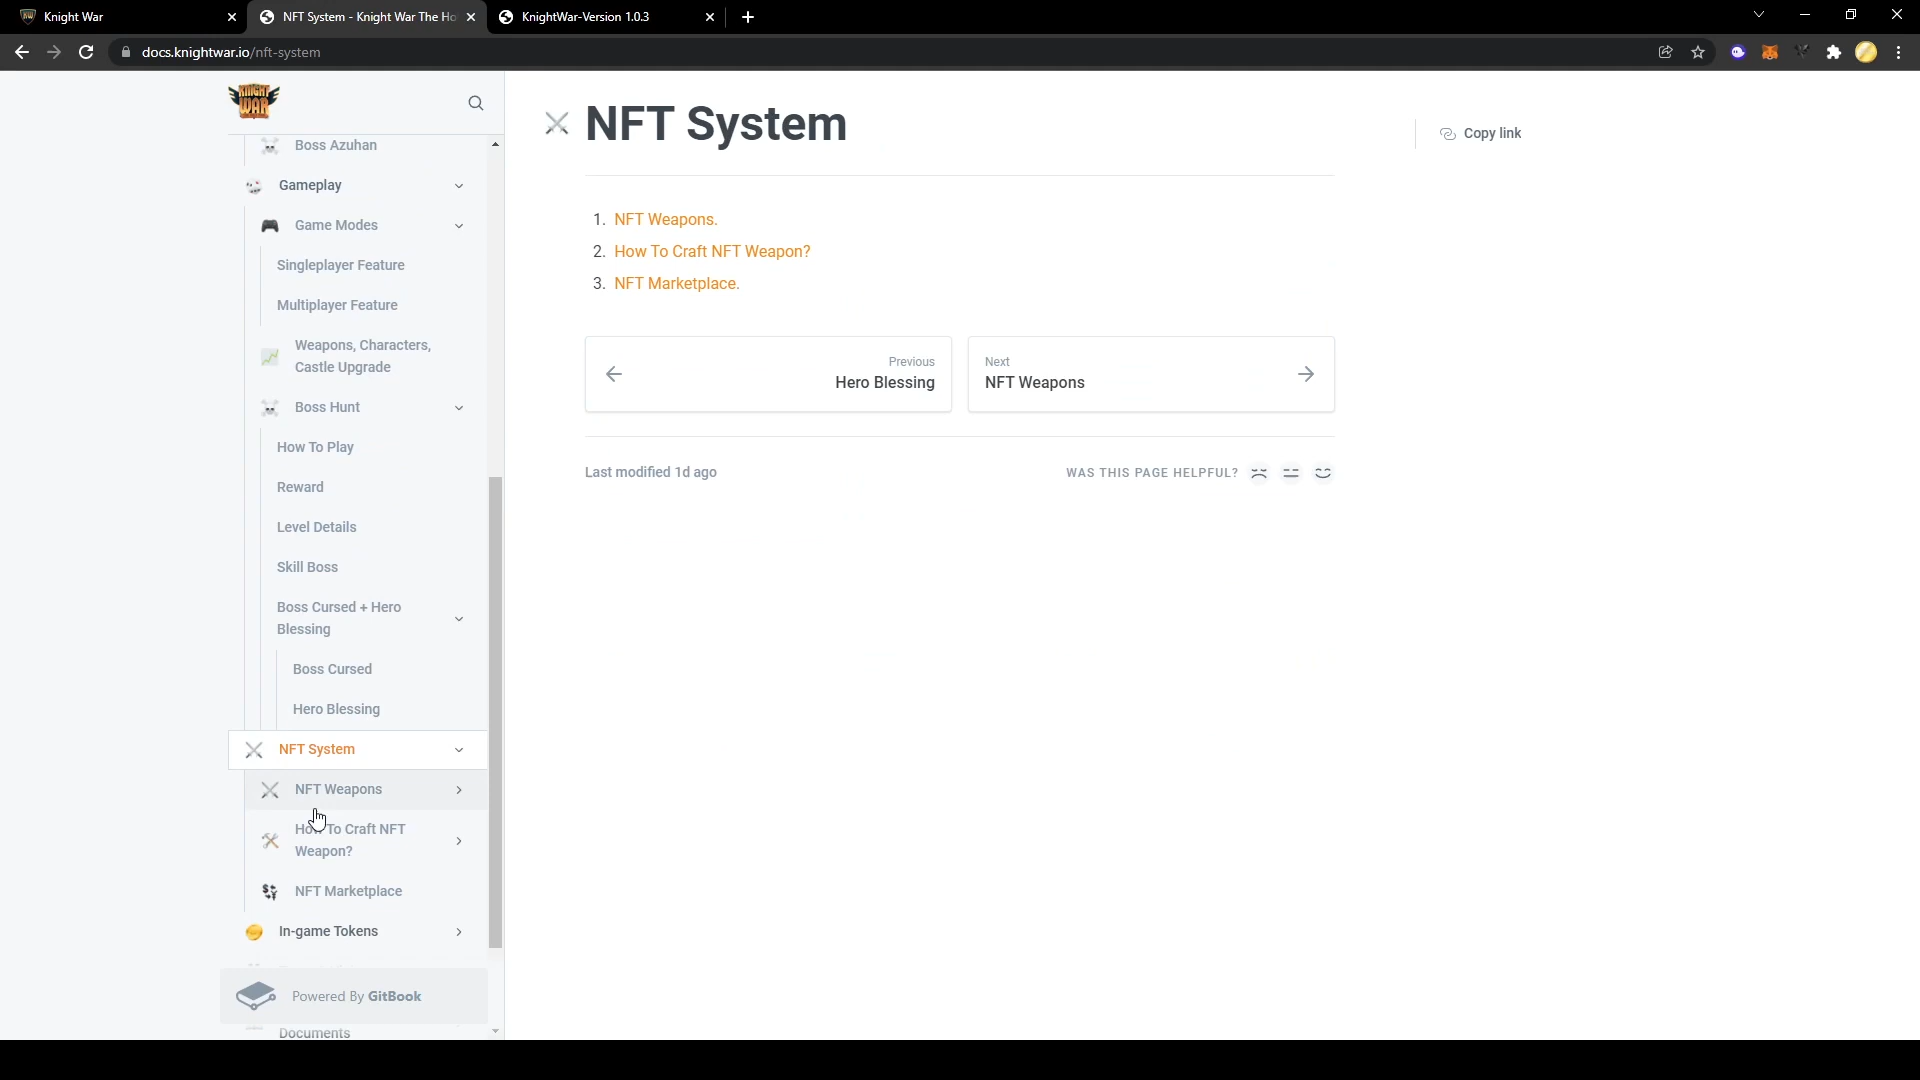 Knight War
NFT System - Knight War The Ho
KnightWar-Version 1.0.3
docs.knightwar.io/nft-system
KNIGHT
WAR
Boss Azuhan
Gameplay
Game Modes
Singleplayer Feature
Multiplayer Feature
Weapons, Characters,
Castle Upgrade
Boss Hunt
How To Play
Reward
Level Details
Skill Boss
Boss Cursed + Hero
Blessing
Boss Cursed
Hero Blessing
NFT System
NFT Weapons
How To Craft NFT
Weapon?
NFT Marketplace
In-game Tokens
Powered By GitBook
Documents
NFT System
Copy link
1. NFT Weapons.
2. How To Craft NFT Weapon?
3. NFT Marketplace.
Previous
Hero Blessing
Next
NFT Weapons
Last modified 1d ago
WAS THIS PAGE HELPFUL?